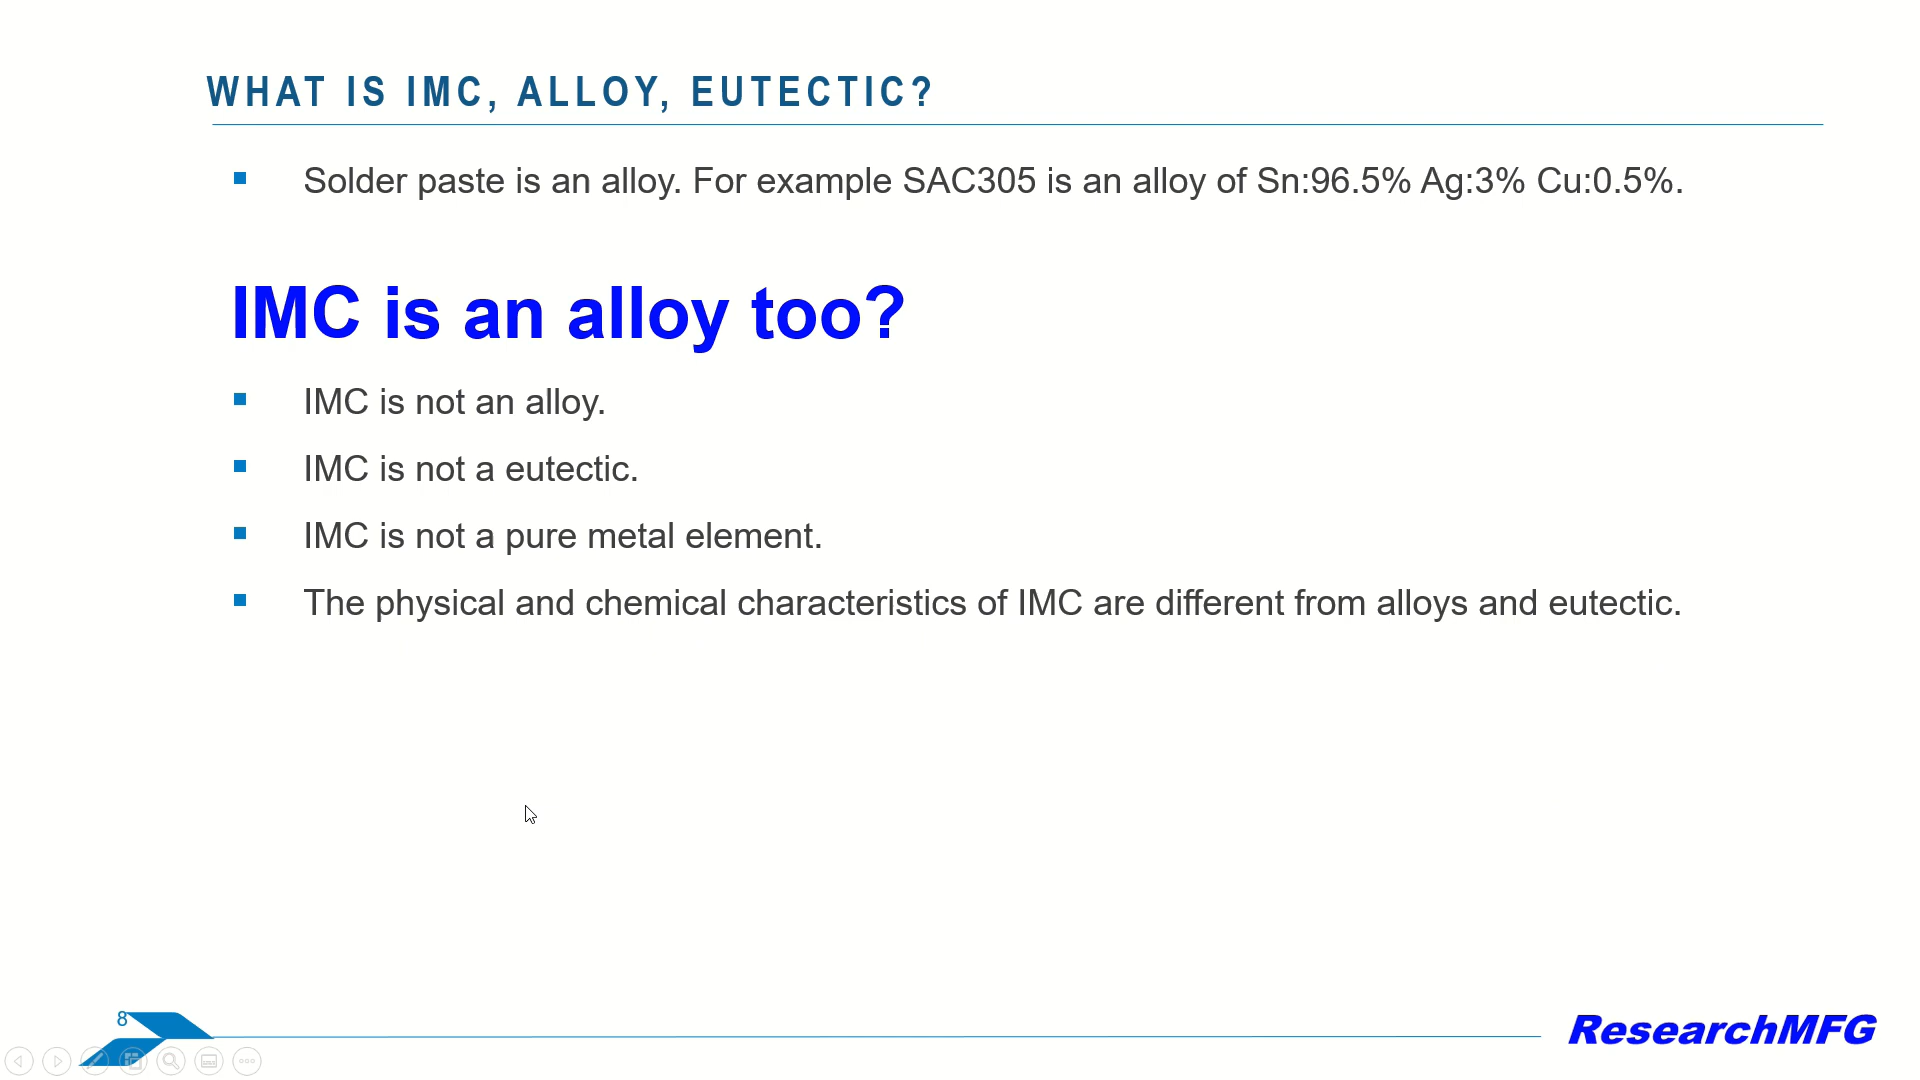 WHAT IS IMC, ALLOY, EUTECTIC?
Solder paste is an alloy. For example SAC305 is an alloy of Sn:96.5% Ag:3% Cu:0.5%.
IMC is an alloy too?
IMC is not an alloy.
IMC is not a eutectic.
IMC is not a pure metal element.
The physical and chemical characteristics of IMC are different from alloys and eutectic.
8
ResearchMFG